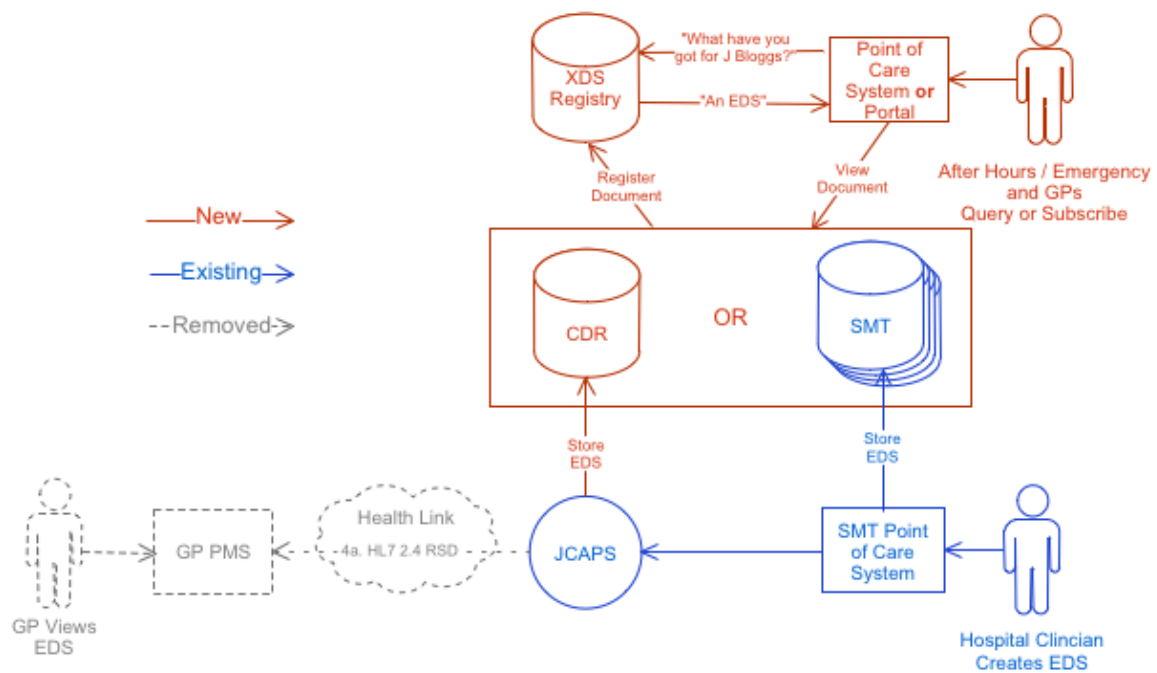 "What have you
got for J Bloggs?"
XDS
Registry
"An EDS"
Point of
Care
System or
Portal
After Hours / Emergency
and GPs
Query or Subscribe
Register
Document
View
Document
New
Existing
Removed
CDR
OR
SMT
Store
EDS
Store
EDS
Health Link
4a. HL7 2.4 RSD
GP PMS
JCAPS
SMT Point
of Care
System
GP Views
EDS
Hospital Clincian
Creates EDS